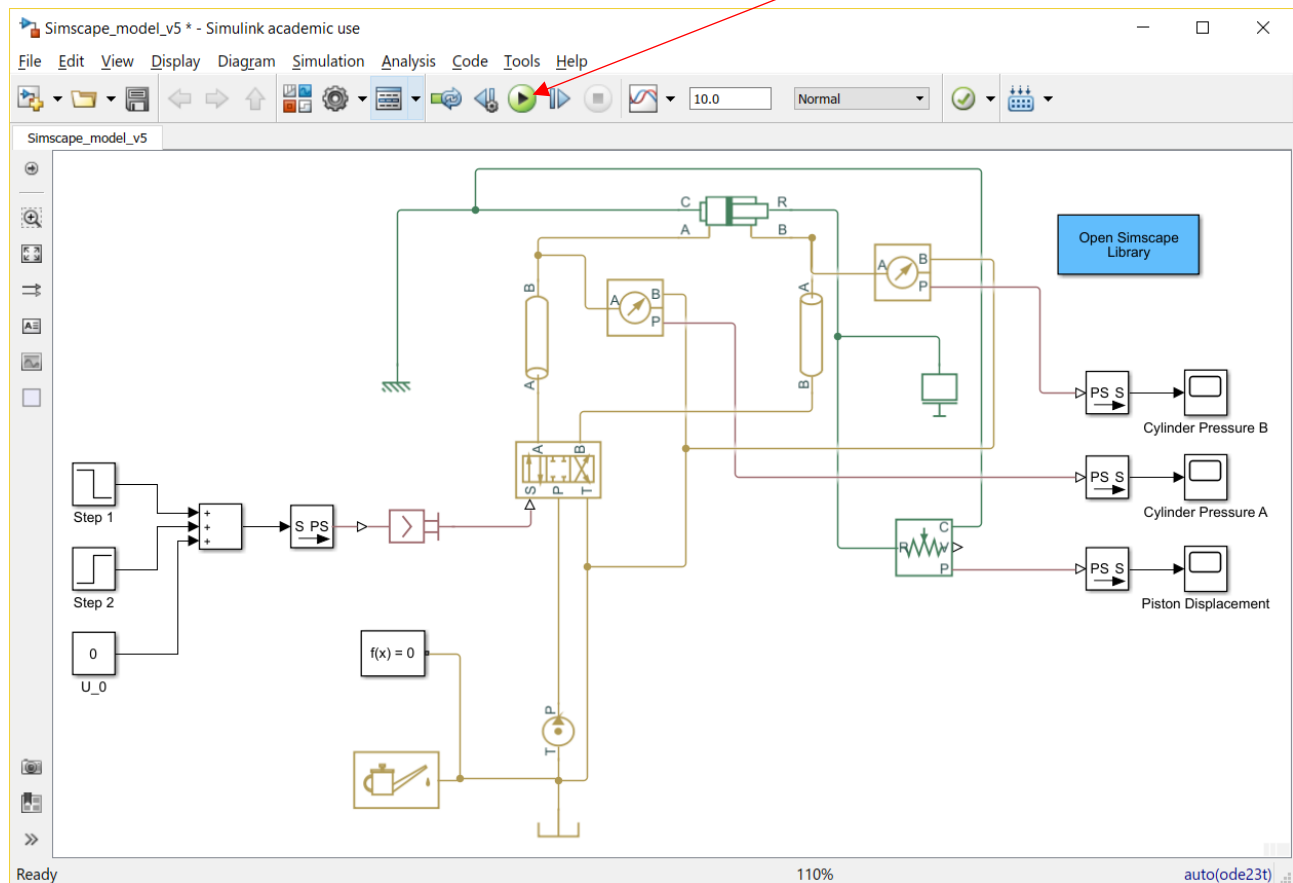 Simscape_model_v5 * - Simulink academic use
File Edit View Display Diagram Simulation Analysis Code Tools Help
10.0 Normal
Simscape_model_v5
C R
A B
Open Simscape
Library
A B
P
B
A B
P
A
A
B
PS S
Cylinder Pressure B
A B
S P T
PS S
Cylinder Pressure A
Step 1
+
+
+
S PS
C
R V
P
PS S
Piston Displacement
Step 2
0
U_0
f(x) = 0
P
T
Ready 110% auto(ode23t)